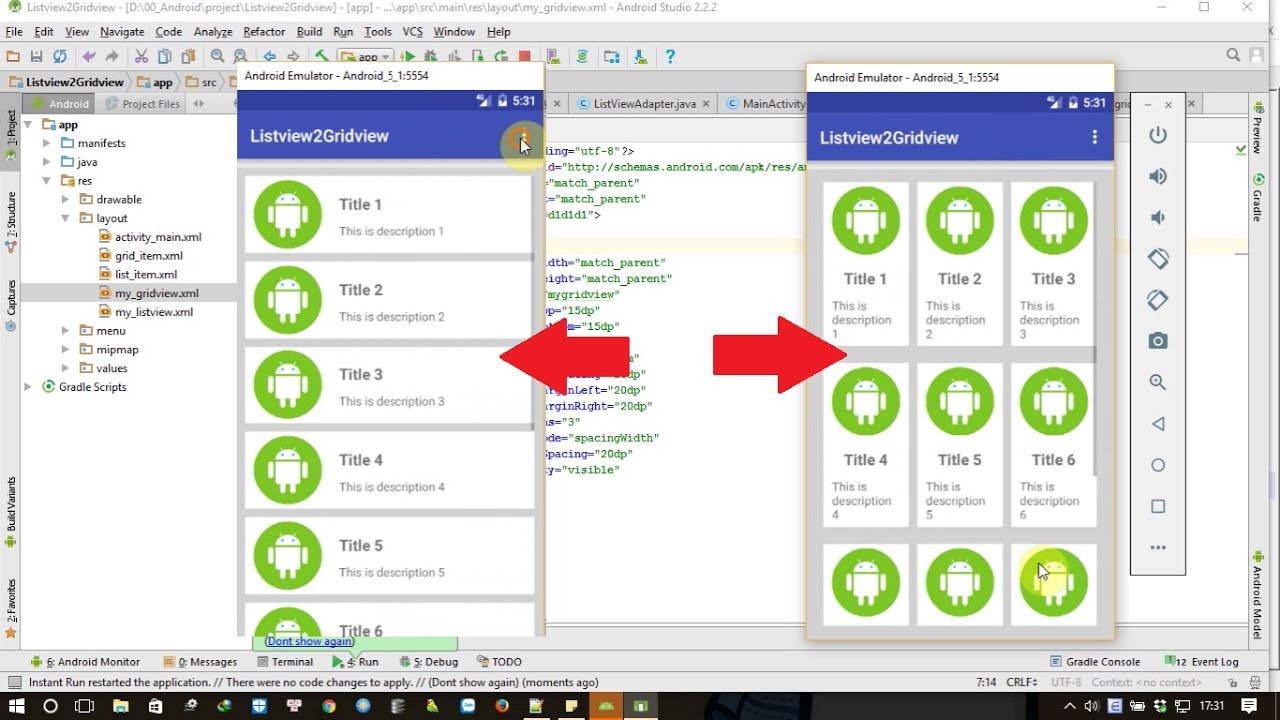 Listview2Gridview - [D:\00_Android\project\Listview2Gridview] - [app] - ...\app\src\main\res\layout\my_gridview.xml - Android Studio 2.2.2
File Edit View Navigate Code Analyze Refactor Build Run Tools VCS Window Help
app
Listview2Gridview app src
Android Project Files
ListViewAdapter.java MainActivity
1: Project
2: Structure
Captures
Build Variants
2: Favorites
app
manifests
java
res
drawable
layout
activity_main.xml
grid_item.xml
list_item.xml
my_gridview.xml
my_listview.xml
menu
mipmap
values
Gradle Scripts
Android Emulator - Android_5_1:5554
5:31
Listview2Gridview
Title 1
This is description 1
Title 2
This is description 2
Title 3
This is description 3
Title 4
This is description 4
Title 5
This is description 5
Title 6
(Dont show again)
ding="utf-8"?>
id="http://schemas.android.com/apk/res/a
"match_parent
"match_parent"
#d1d1d1">
idth="match_parent"
eight="match_parent"
mygridview"
op="15dp"
"15dp"
20dp"
arginLeft="20dp"
arginRight="20dp"
ns="3"
ode="spacingWidth"
Spacing="20dp"
ty="visible"
Android Emulator - Android_5_1:5554
5:31
Listview2Gridview
Title 1 Title 2 Title 3
This is description 1
This is description 2
This is description 3
Title 4 Title 5 Title 6
This is description 4
This is description 5
This is description 6
Preview
Gradle
Android Model
6: Android Monitor 0: Messages Terminal 4: Run 5: Debug TODO Gradle Console 12 Event Log
Instant Run restarted the application. // There were no code changes to apply. // (Dont show again) (moments ago) 7:14 CRLF UTF-8 Context: <no context>
17:31